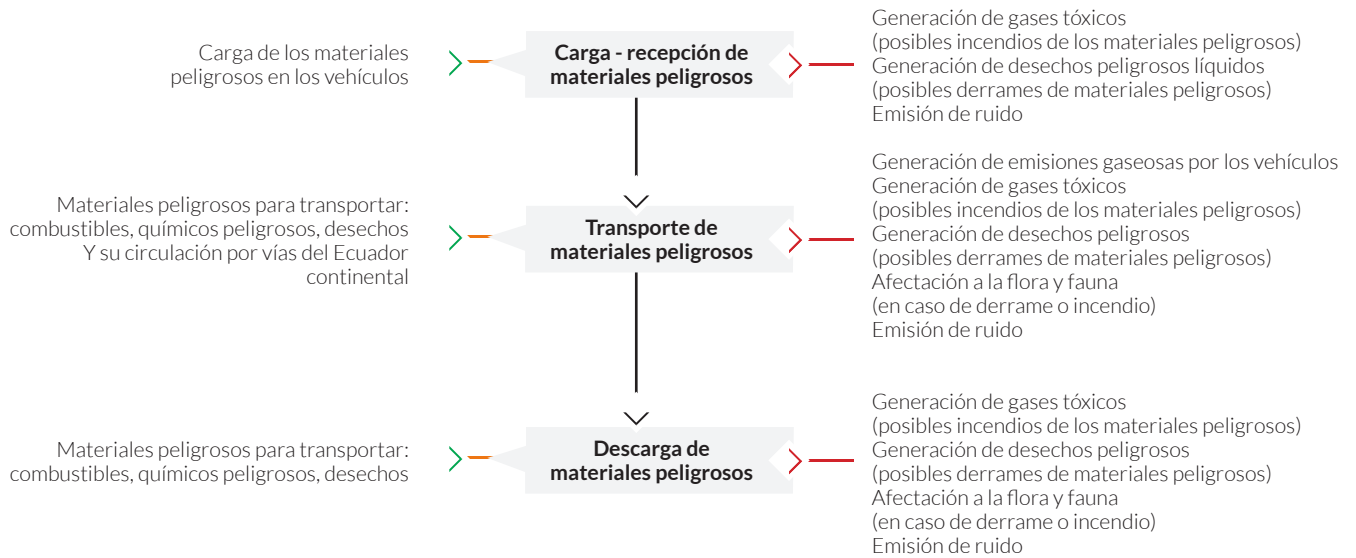 Carga de los materiales
peligrosos en los vehículos
Carga - recepción de
materiales peligrosos
Generación de gases tóxicos
(posibles incendios de los materiales peligrosos)
Generación de desechos peligrosos líquidos
(posibles derrames de materiales peligrosos)
Emisión de ruido
Materiales peligrosos para transportar:
combustibles, químicos peligrosos, desechos
Y su circulación por vías del Ecuador
continental
Transporte de
materiales peligrosos
Generación de emisiones gaseosas por los vehículos
Generación de gases tóxicos
(posibles incendios de los materiales peligrosos)
Generación de desechos peligrosos
(posibles derrames de materiales peligrosos)
Afectación a la flora y fauna
(en caso de derrame o incendio)
Emisión de ruido
Materiales peligrosos para transportar:
combustibles, químicos peligrosos, desechos
Descarga de
materiales peligrosos
Generación de gases tóxicos
(posibles incendios de los materiales peligrosos)
Generación de desechos peligrosos
(posibles derrames de materiales peligrosos)
Afectación a la flora y fauna
(en caso de derrame o incendio)
Emisión de ruido